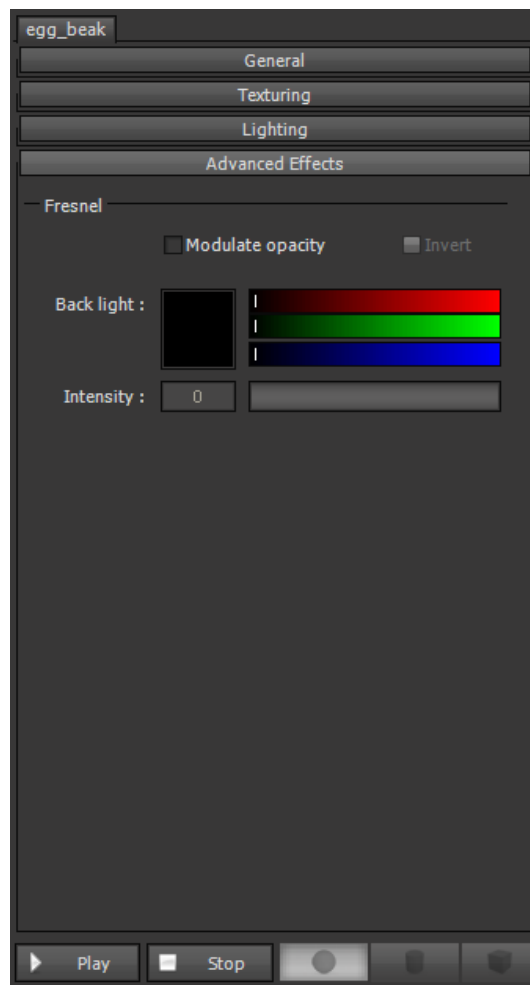 egg_beak
General
Texturing
Lighting
Advanced Effects
Fresnel
Modulate opacity Invert
Back light :
Intensity : 0
Play Stop